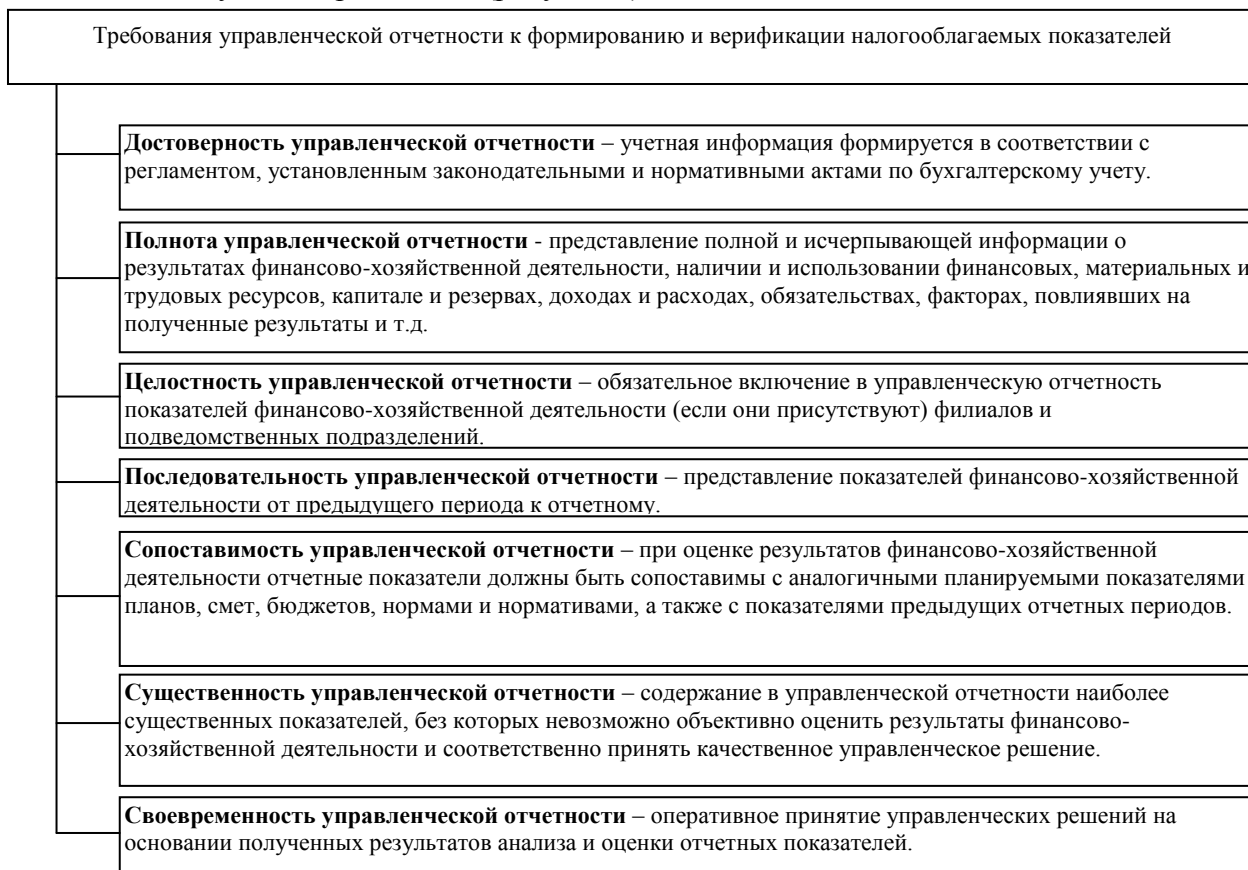 Требования управленческой отчетности к формированию и верификации налогооблагаемых показателей
Достоверность управленческой отчетности – учетная информация формируется в соответствии с
регламентом, установленным законодательными и нормативными актами по бухгалтерскому учету.
Полнота управленческой отчетности - представление полной и исчерпывающей информации о
результатах финансово-хозяйственной деятельности, наличии и использовании финансовых, материальных и
трудовых ресурсов, капитале и резервах, доходах и расходах, обязательствах, факторах, повлиявших на
полученные результаты и т.д.
Целостность управленческой отчетности – обязательное включение в управленческую отчетность
показателей финансово-хозяйственной деятельности (если они присутствуют) филиалов и
подведомственных подразделений.
Последовательность управленческой отчетности – представление показателей финансово-хозяйственной
деятельности от предыдущего периода к отчетному.
Сопоставимость управленческой отчетности – при оценке результатов финансово-хозяйственной
деятельности отчетные показатели должны быть сопоставимы с аналогичными планируемыми показателями
планов, смет, бюджетов, нормами и нормативами, а также с показателями предыдущих отчетных периодов.
Существенность управленческой отчетности – содержание в управленческой отчетности наиболее
существенных показателей, без которых невозможно объективно оценить результаты финансово-
хозяйственной деятельности и соответственно принять качественное управленческое решение.
Своевременность управленческой отчетности – оперативное принятие управленческих решений на
основании полученных результатов анализа и оценки отчетных показателей.